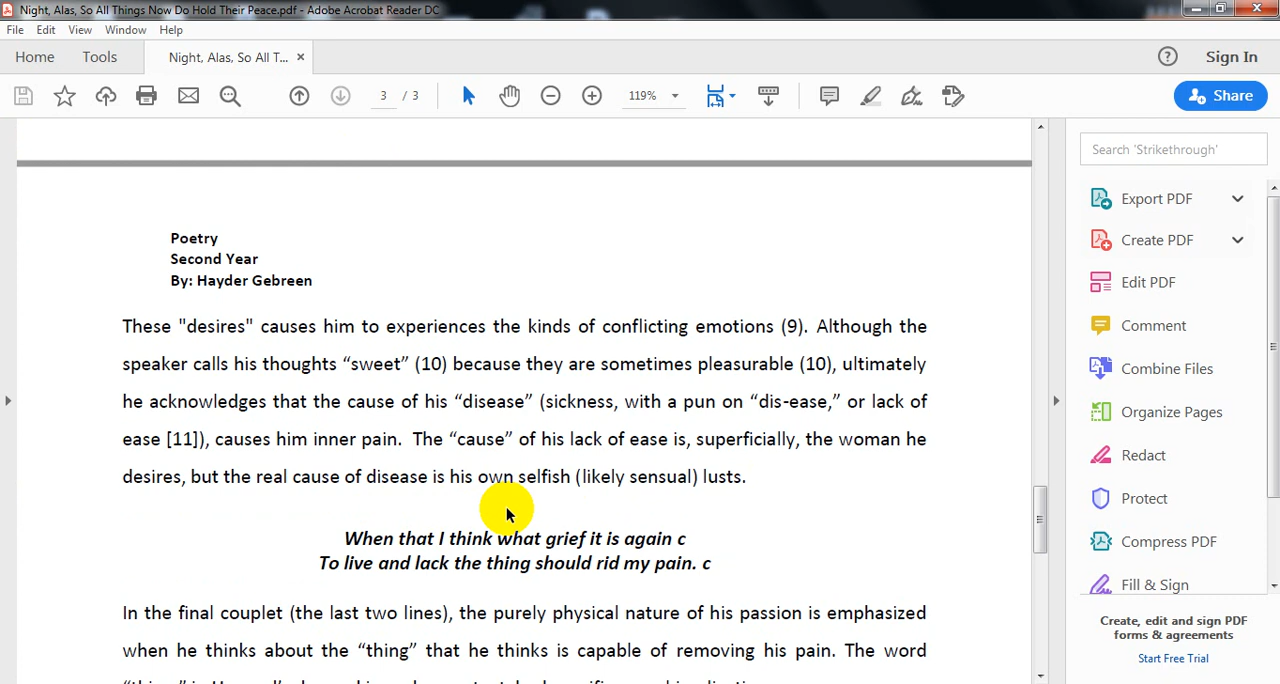 Night, Alas, So All Things Now Do Hold Their Peace.pdf - Adobe Acrobat Reader DC
File Edit View Window Help
Home Tools Night, Alas, So All T... × ? Sign In
3 / 3 119% Share
Search 'Strikethrough'
Export PDF
Create PDF
Edit PDF
Comment
Combine Files
Organize Pages
Redact
Protect
Compress PDF
Fill & Sign
Create, edit and sign PDF
forms & agreements
Start Free Trial
Poetry
Second Year
By: Hayder Gebreen
These "desires" causes him to experiences the kinds of conflicting emotions (9). Although the
speaker calls his thoughts “sweet” (10) because they are sometimes pleasurable (10), ultimately
he acknowledges that the cause of his “disease” (sickness, with a pun on “dis-ease,” or lack of
ease [11]), causes him inner pain. The “cause” of his lack of ease is, superficially, the woman he
desires, but the real cause of disease is his own selfish (likely sensual) lusts.
When that I think what grief it is again c
To live and lack the thing should rid my pain. c
In the final couplet (the last two lines), the purely physical nature of his passion is emphasized
when he thinks about the “thing” that he thinks is capable of removing his pain. The word